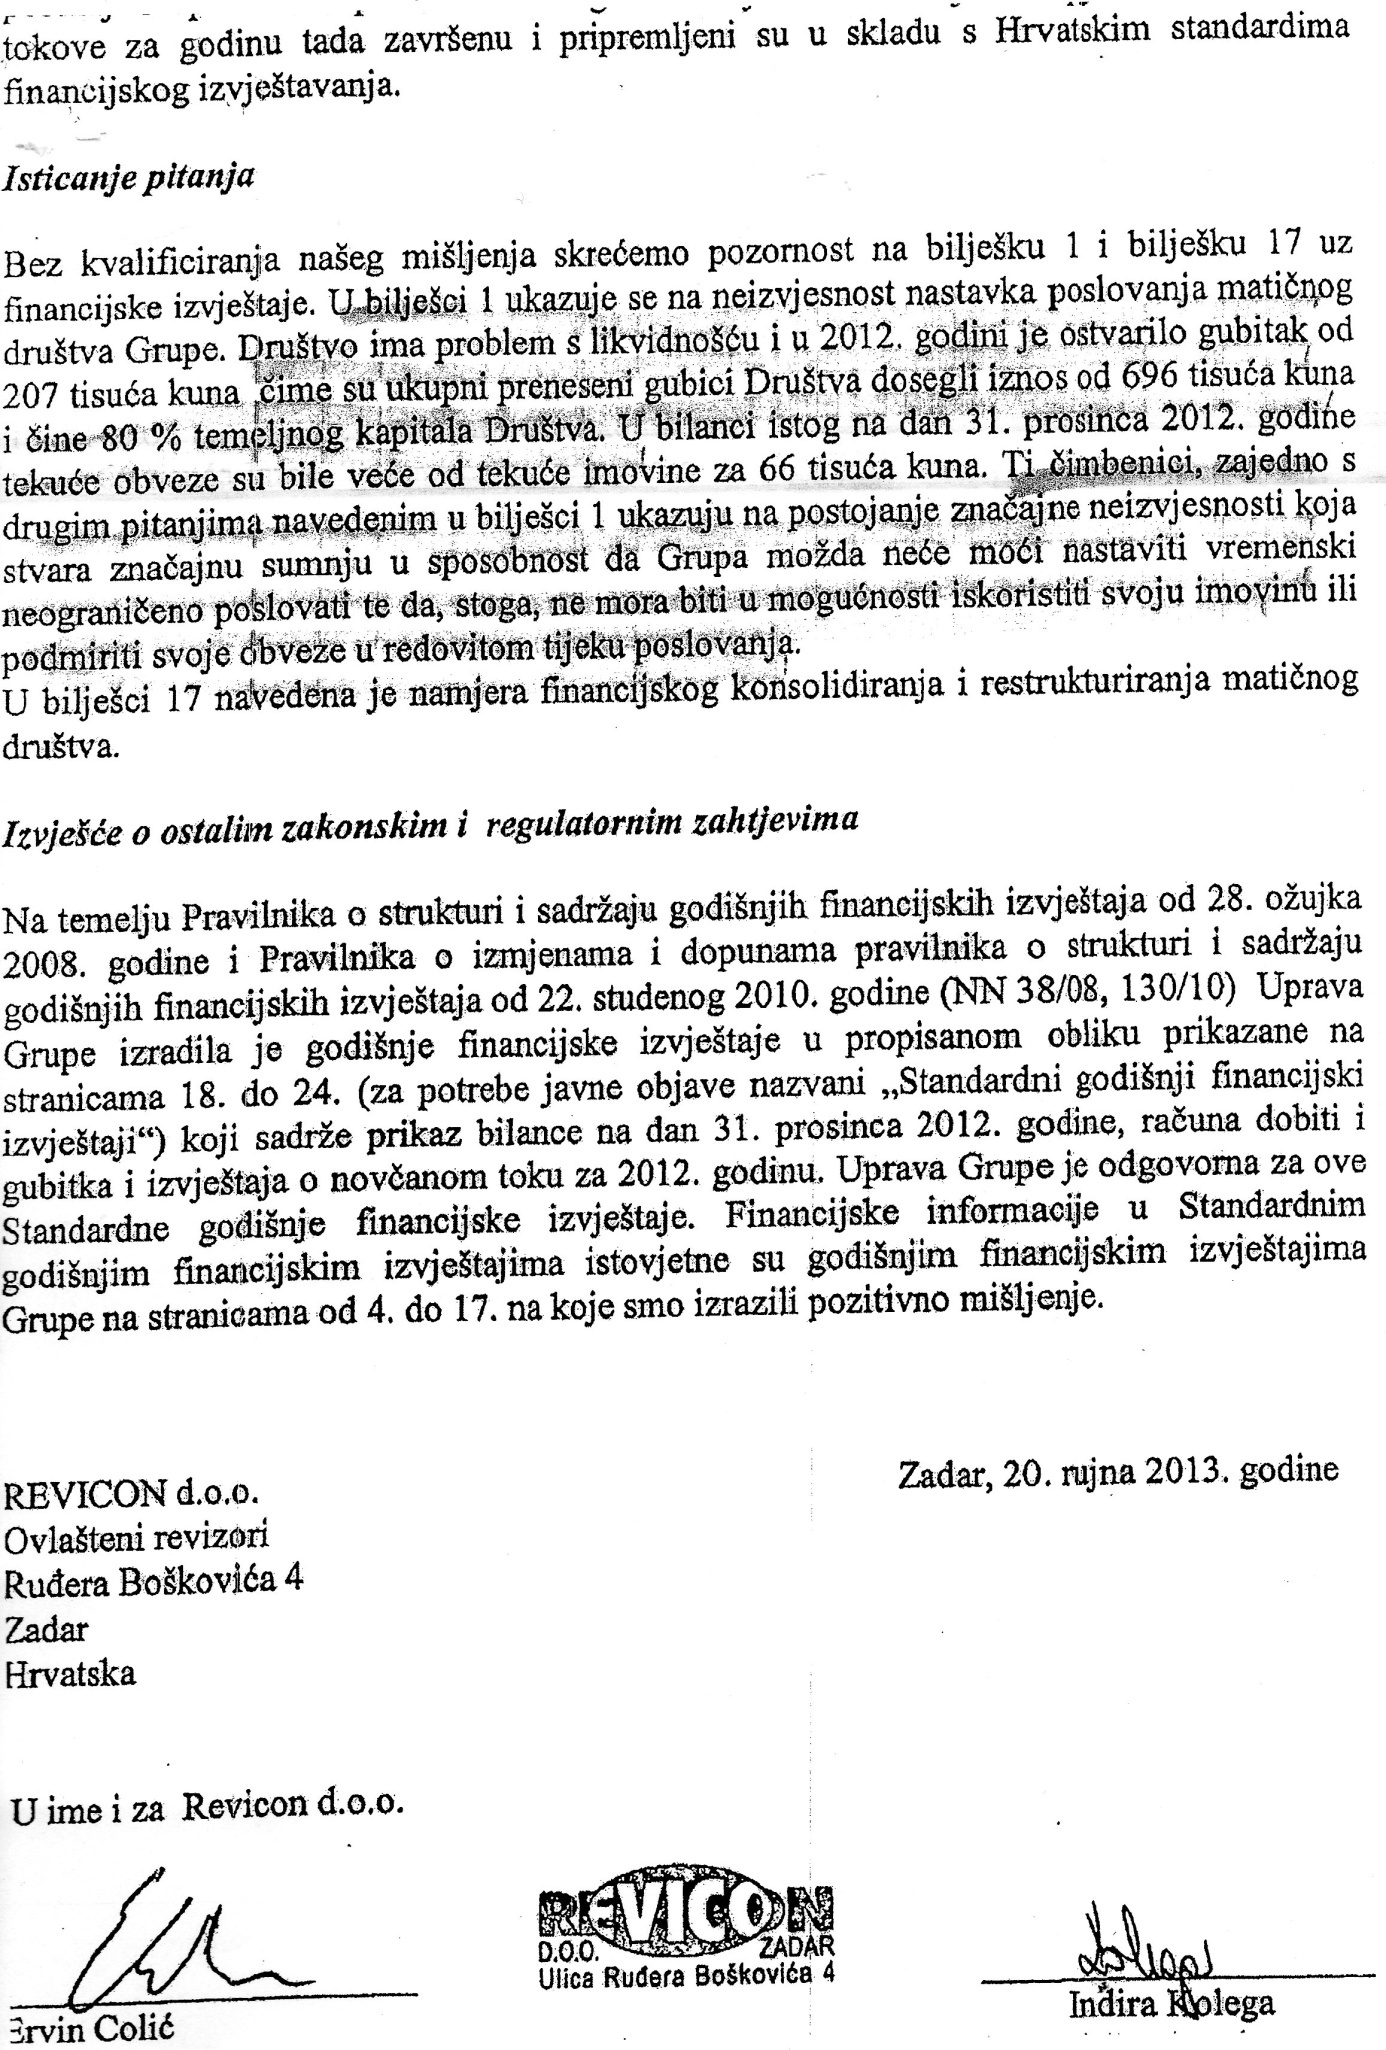 tokove za godinu tada završenu i pripremljeni su u skladu s Hrvatskim standardima
financijskog izvještavanja.
Isticanje pitanja
Bez kvalificiranja našeg mišljenja skrećemo pozornost na bilješku 1 i bilješku 17 uz
financijske izvještaje. U bilješci 1 ukazuje se na neizvjesnost nastavka poslovanja matičnog
društva Grupe. Društvo ima problem s likvidnošću i u 2012. godini je ostvarilo gubitak od
207 tisuća kuna čime su ukupni preneseni gubici Društva dosegli iznos od 696 tisuća kuna
i čine 80 % temeljnog kapitala Društva. U bilanci istog na dan 31. prosinca 2012. godine
tekuće obveze su bile veće od tekuće imovine za 66 tisuća kuna. Ti čimbenici, zajedno s
drugim pitanjima navedenim u bilješci 1 ukazuju na postojanje značajne neizvjesnosti koja
stvara značajnu sumnju u sposobnost da Grupa možda neće moći nastaviti vremenski
neograničeno poslovati te da, stoga, ne mora biti u mogućnosti iskoristiti svoju imovinu ili
podmiriti svoje obveze u redovitom tijeku poslovanja.
U bilješci 17 navedena je namjera financijskog konsolidiranja i restrukturiranja matičnog
društva.
Izvješće o ostalim zakonskim i regulatornim zahtjevima
Na temelju Pravilnika o strukturi i sadržaju godišnjih financijskih izvještaja od 28. ožujka
2008. godine i Pravilnika o izmjenama i dopunama pravilnika o strukturi i sadržaju
godišnjih financijskih izvještaja od 22. studenog 2010. godine (NN 38/08, 130/10) Uprava
Grupe izradila je godišnje financijske izvještaje u propisanom obliku prikazane na
stranicama 18. do 24. (za potrebe javne objave nazvani „Standardni godišnji financijski
izvještaji“) koji sadrže prikaz bilance na dan 31. prosinca 2012. godine, računa dobiti i
gubitka i izvještaja o novčanom toku za 2012. godinu. Uprava Grupe je odgovorna za ove
Standardne godišnje financijske izvještaje. Financijske informacije u Standardnim
godišnjim financijskim izvještajima istovjetne su godišnjim financijskim izvještajima
Grupe na stranicama od 4. do 17. na koje smo izrazili pozitivno mišljenje.
Zadar, 20. rujna 2013. godine
REVICON d.o.o.
Ovlašteni revizori
Ruđera Boškovića 4
Zadar
Hrvatska
U ime i za Revicon d.o.o.
REVICON
D.O.O. ZADAR
Ulica Ruđera Boškovića 4
Ervin Colić
Inđira Kolega